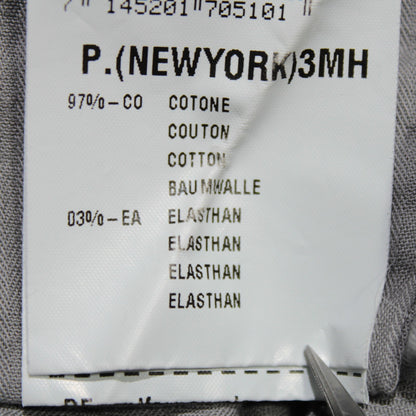 145201"705101 "
P.(NEWYORK)3MH
97%-CO COTONE
COUTON
COTTON
BAUMWALLE
03%-EA ELASTHAN
ELASTHAN
ELASTHAN
ELASTHAN